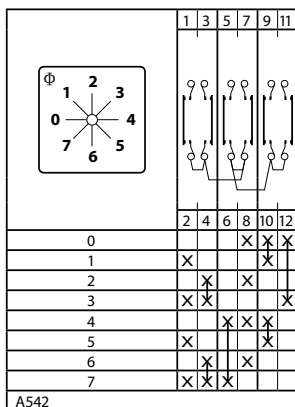 1 3 5 7 9 11
Φ
2
1 3
0 4
7 5
6
2 4 6 8 10 12
0 X X X
1 X X
2 X X
3 X X X
4 X X X
5 X X
6 X X
7 X X X
A542